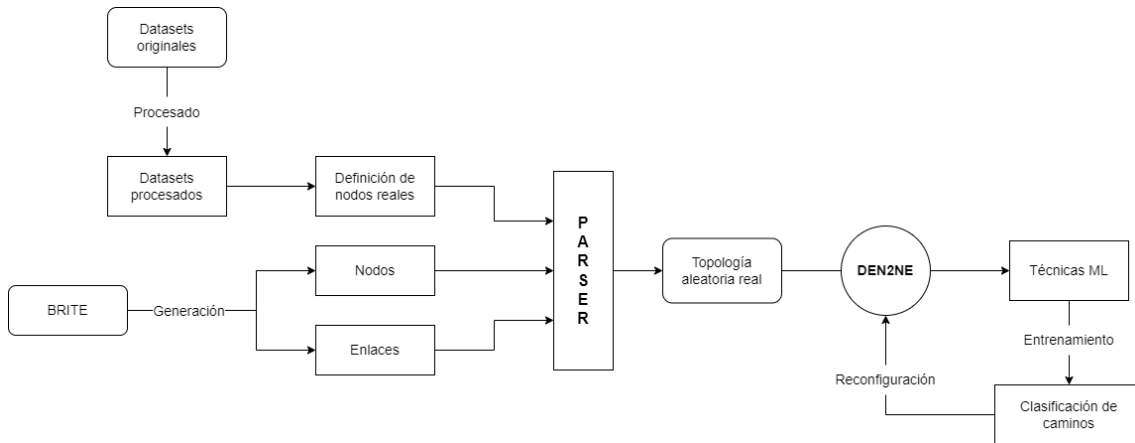 Datasets
originales
Procesado
Datasets
procesados
Definición de
nodos reales
BRITE
Generación
Nodos
Enlaces
P
A
R
S
E
R
Topología
aleatoria real
DEN2NE
Técnicas ML
Entrenamiento
Clasificación de
caminos
Reconfiguración